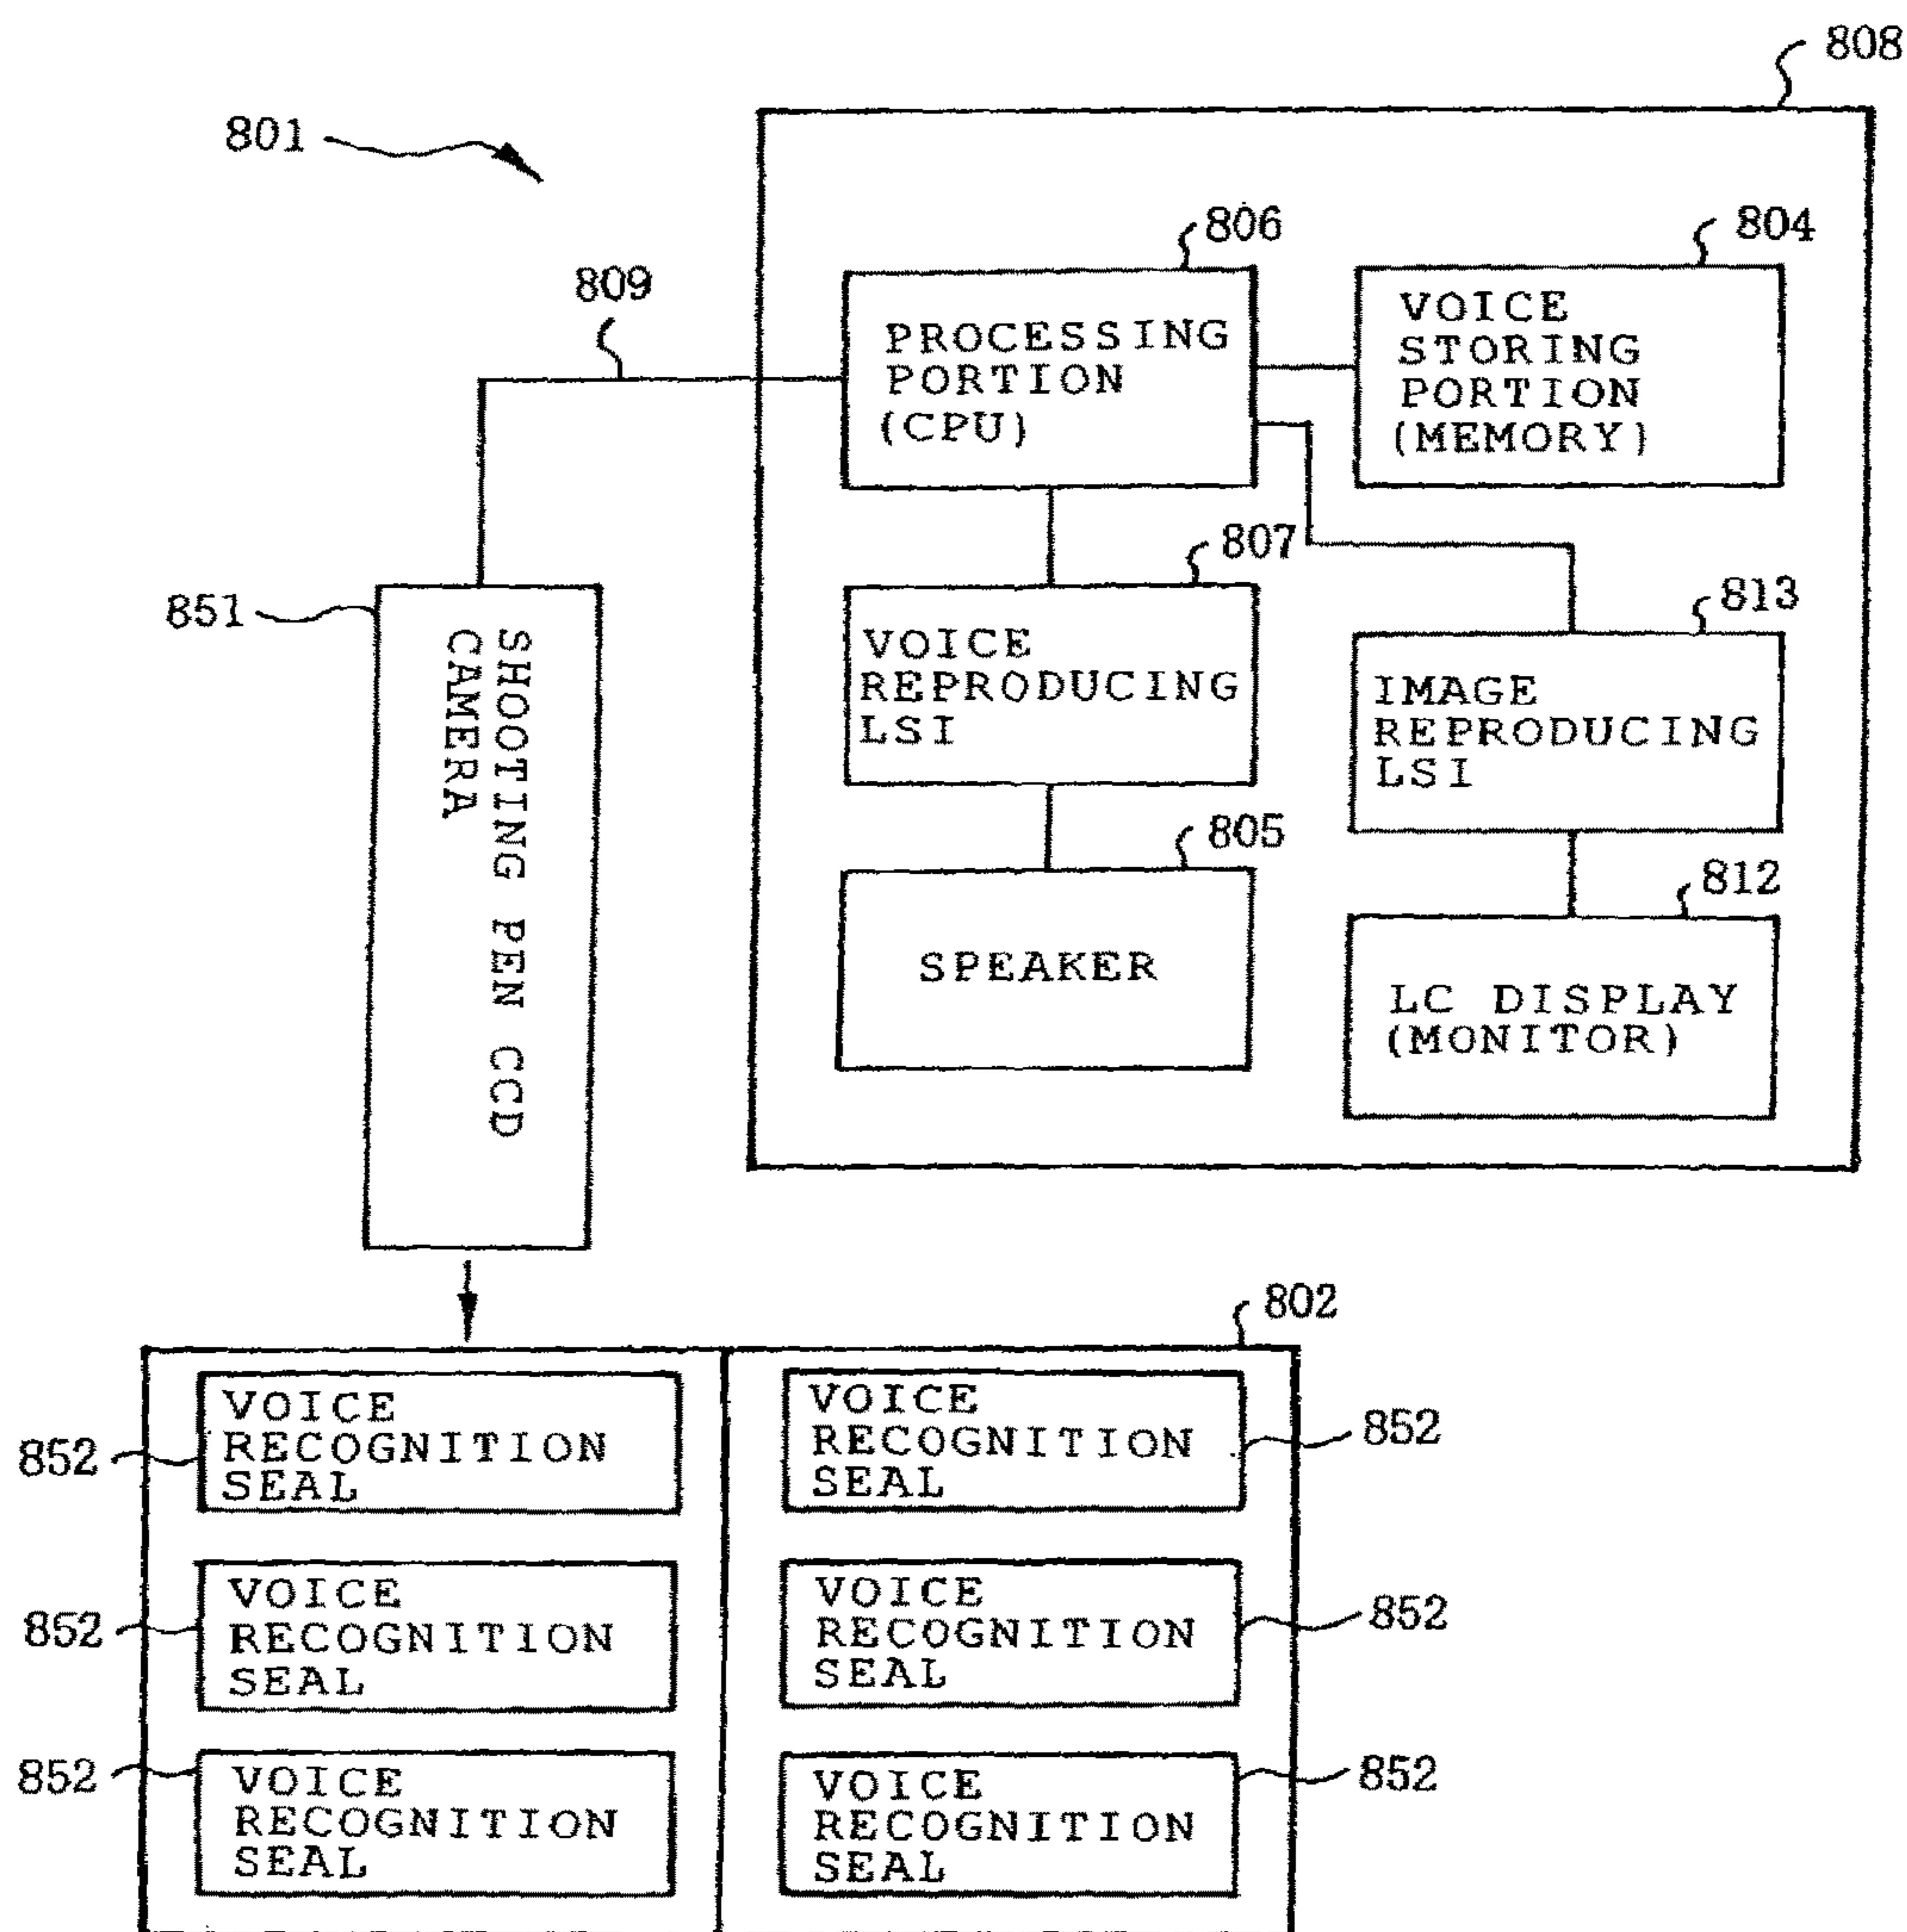 808
801
806
804
809
PROCESSING
PORTION
(CPU)
VOICE
STORING
PORTION
(MEMORY)
807
813
851
SHOOTING PEN CCD
CAMERA
VOICE
REPRODUCING
LSI
IMAGE
REPRODUCING
LSI
805
812
SPEAKER
LC DISPLAY
(MONITOR)
802
VOICE
RECOGNITION
SEAL
852
VOICE
RECOGNITION
SEAL
852
VOICE
RECOGNITION
SEAL
852
VOICE
RECOGNITION
SEAL
852
VOICE
RECOGNITION
SEAL
852
VOICE
RECOGNITION
SEAL
852